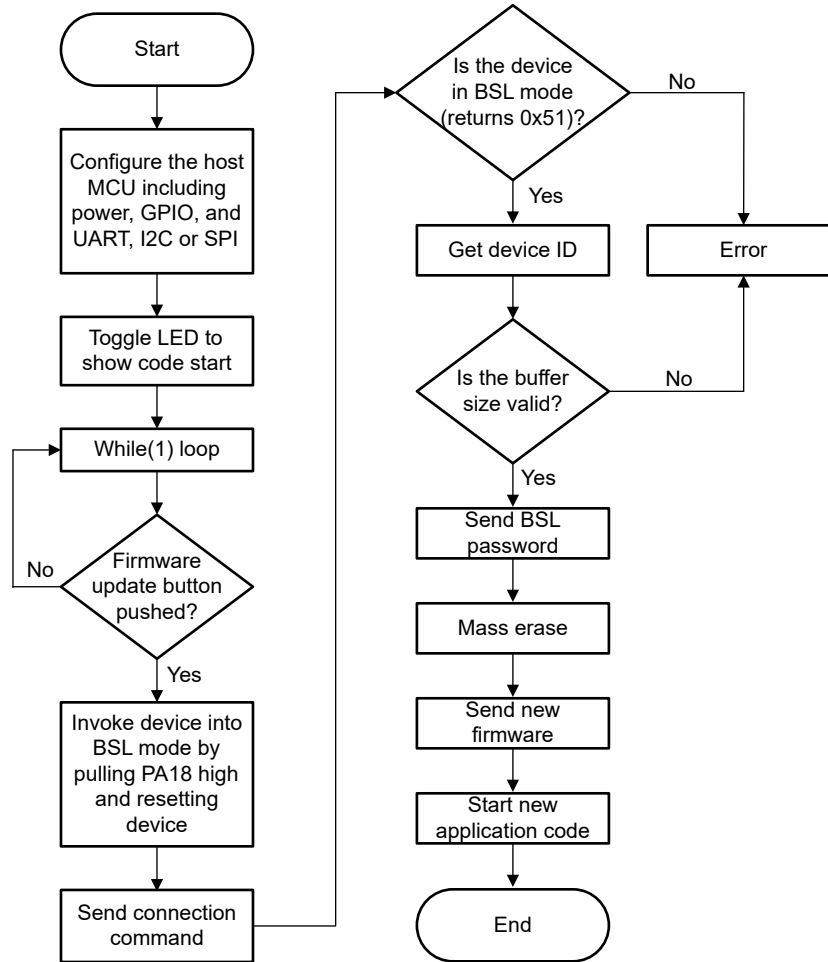 Start
Configure the host
MCU including
power, GPIO, and
UART, I2C or SPI
Toggle LED to
show code start
While(1) loop
Firmware
update button
pushed?
No
Yes
Invoke device into
BSL mode by
pulling PA18 high
and resetting
device
Send connection
command
Is the device
in BSL mode
(returns 0x51)?
No
Yes
Get device ID
Error
Is the buffer
size valid?
No
Yes
Send BSL
password
Mass erase
Send new
firmware
Start new
application code
End